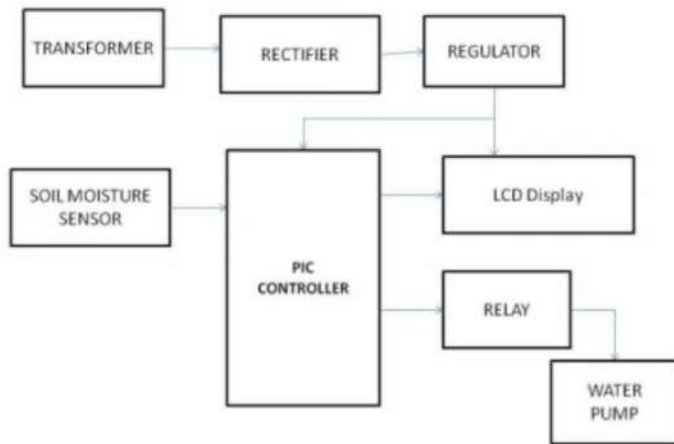 TRANSFORMER
RECTIFIER
REGULATOR
SOIL MOISTURE
SENSOR
LCD Display
PIC
CONTROLLER
RELAY
WATER
PUMP